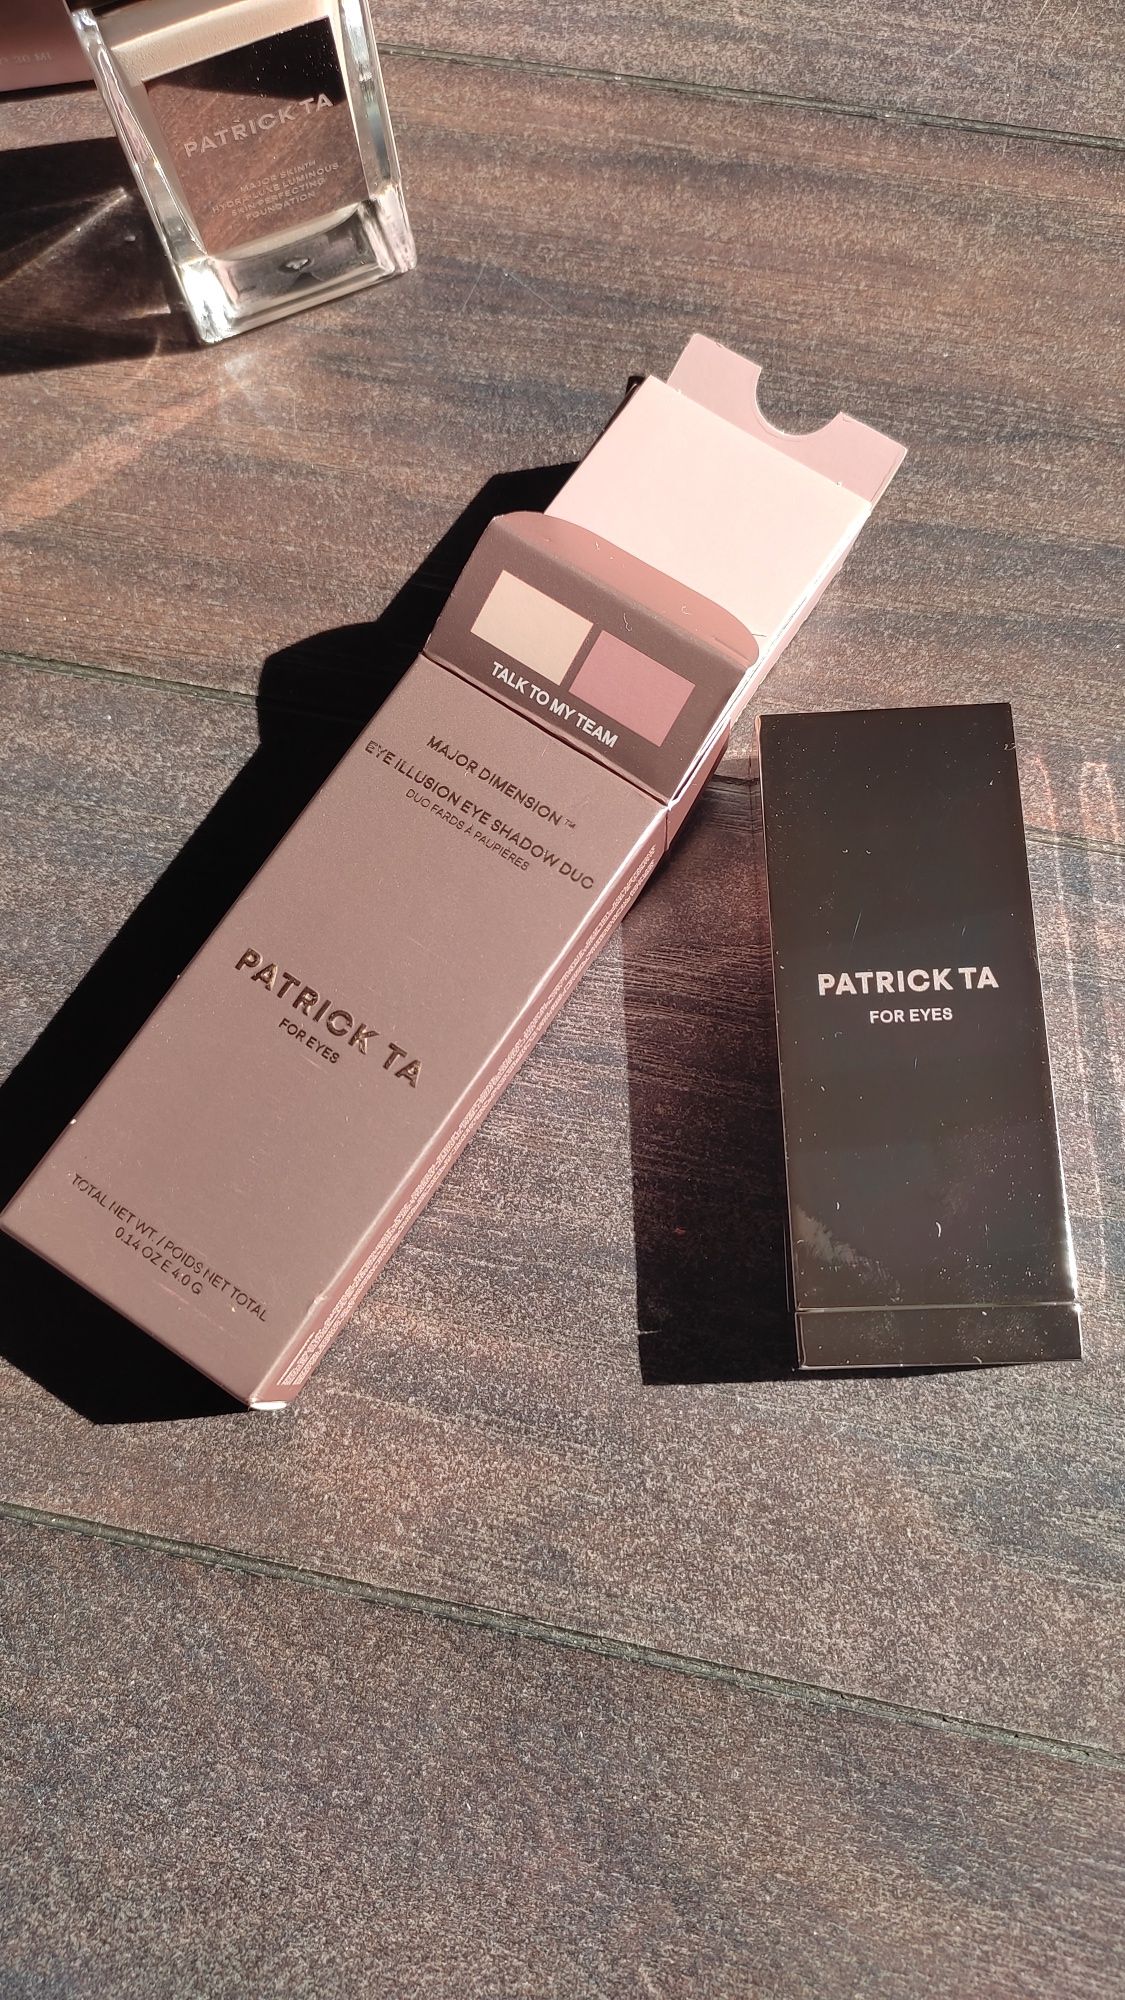 PATRICK TA
MAJOR SKIN™
HYDRA-LUXE LUMINOUS
SKIN PERFECTING
FOUNDATION
TALK TO MY TEAM
MAJOR DIMENSION™
EYE ILLUSION EYE SHADOW DUO
DUO FARDS À PAUPIÈRES
PATRICK TA
FOR EYES
TOTAL NET WT. / POIDS NET TOTAL
0.14 OZ E 4.0 G
PATRICK TA
FOR EYES